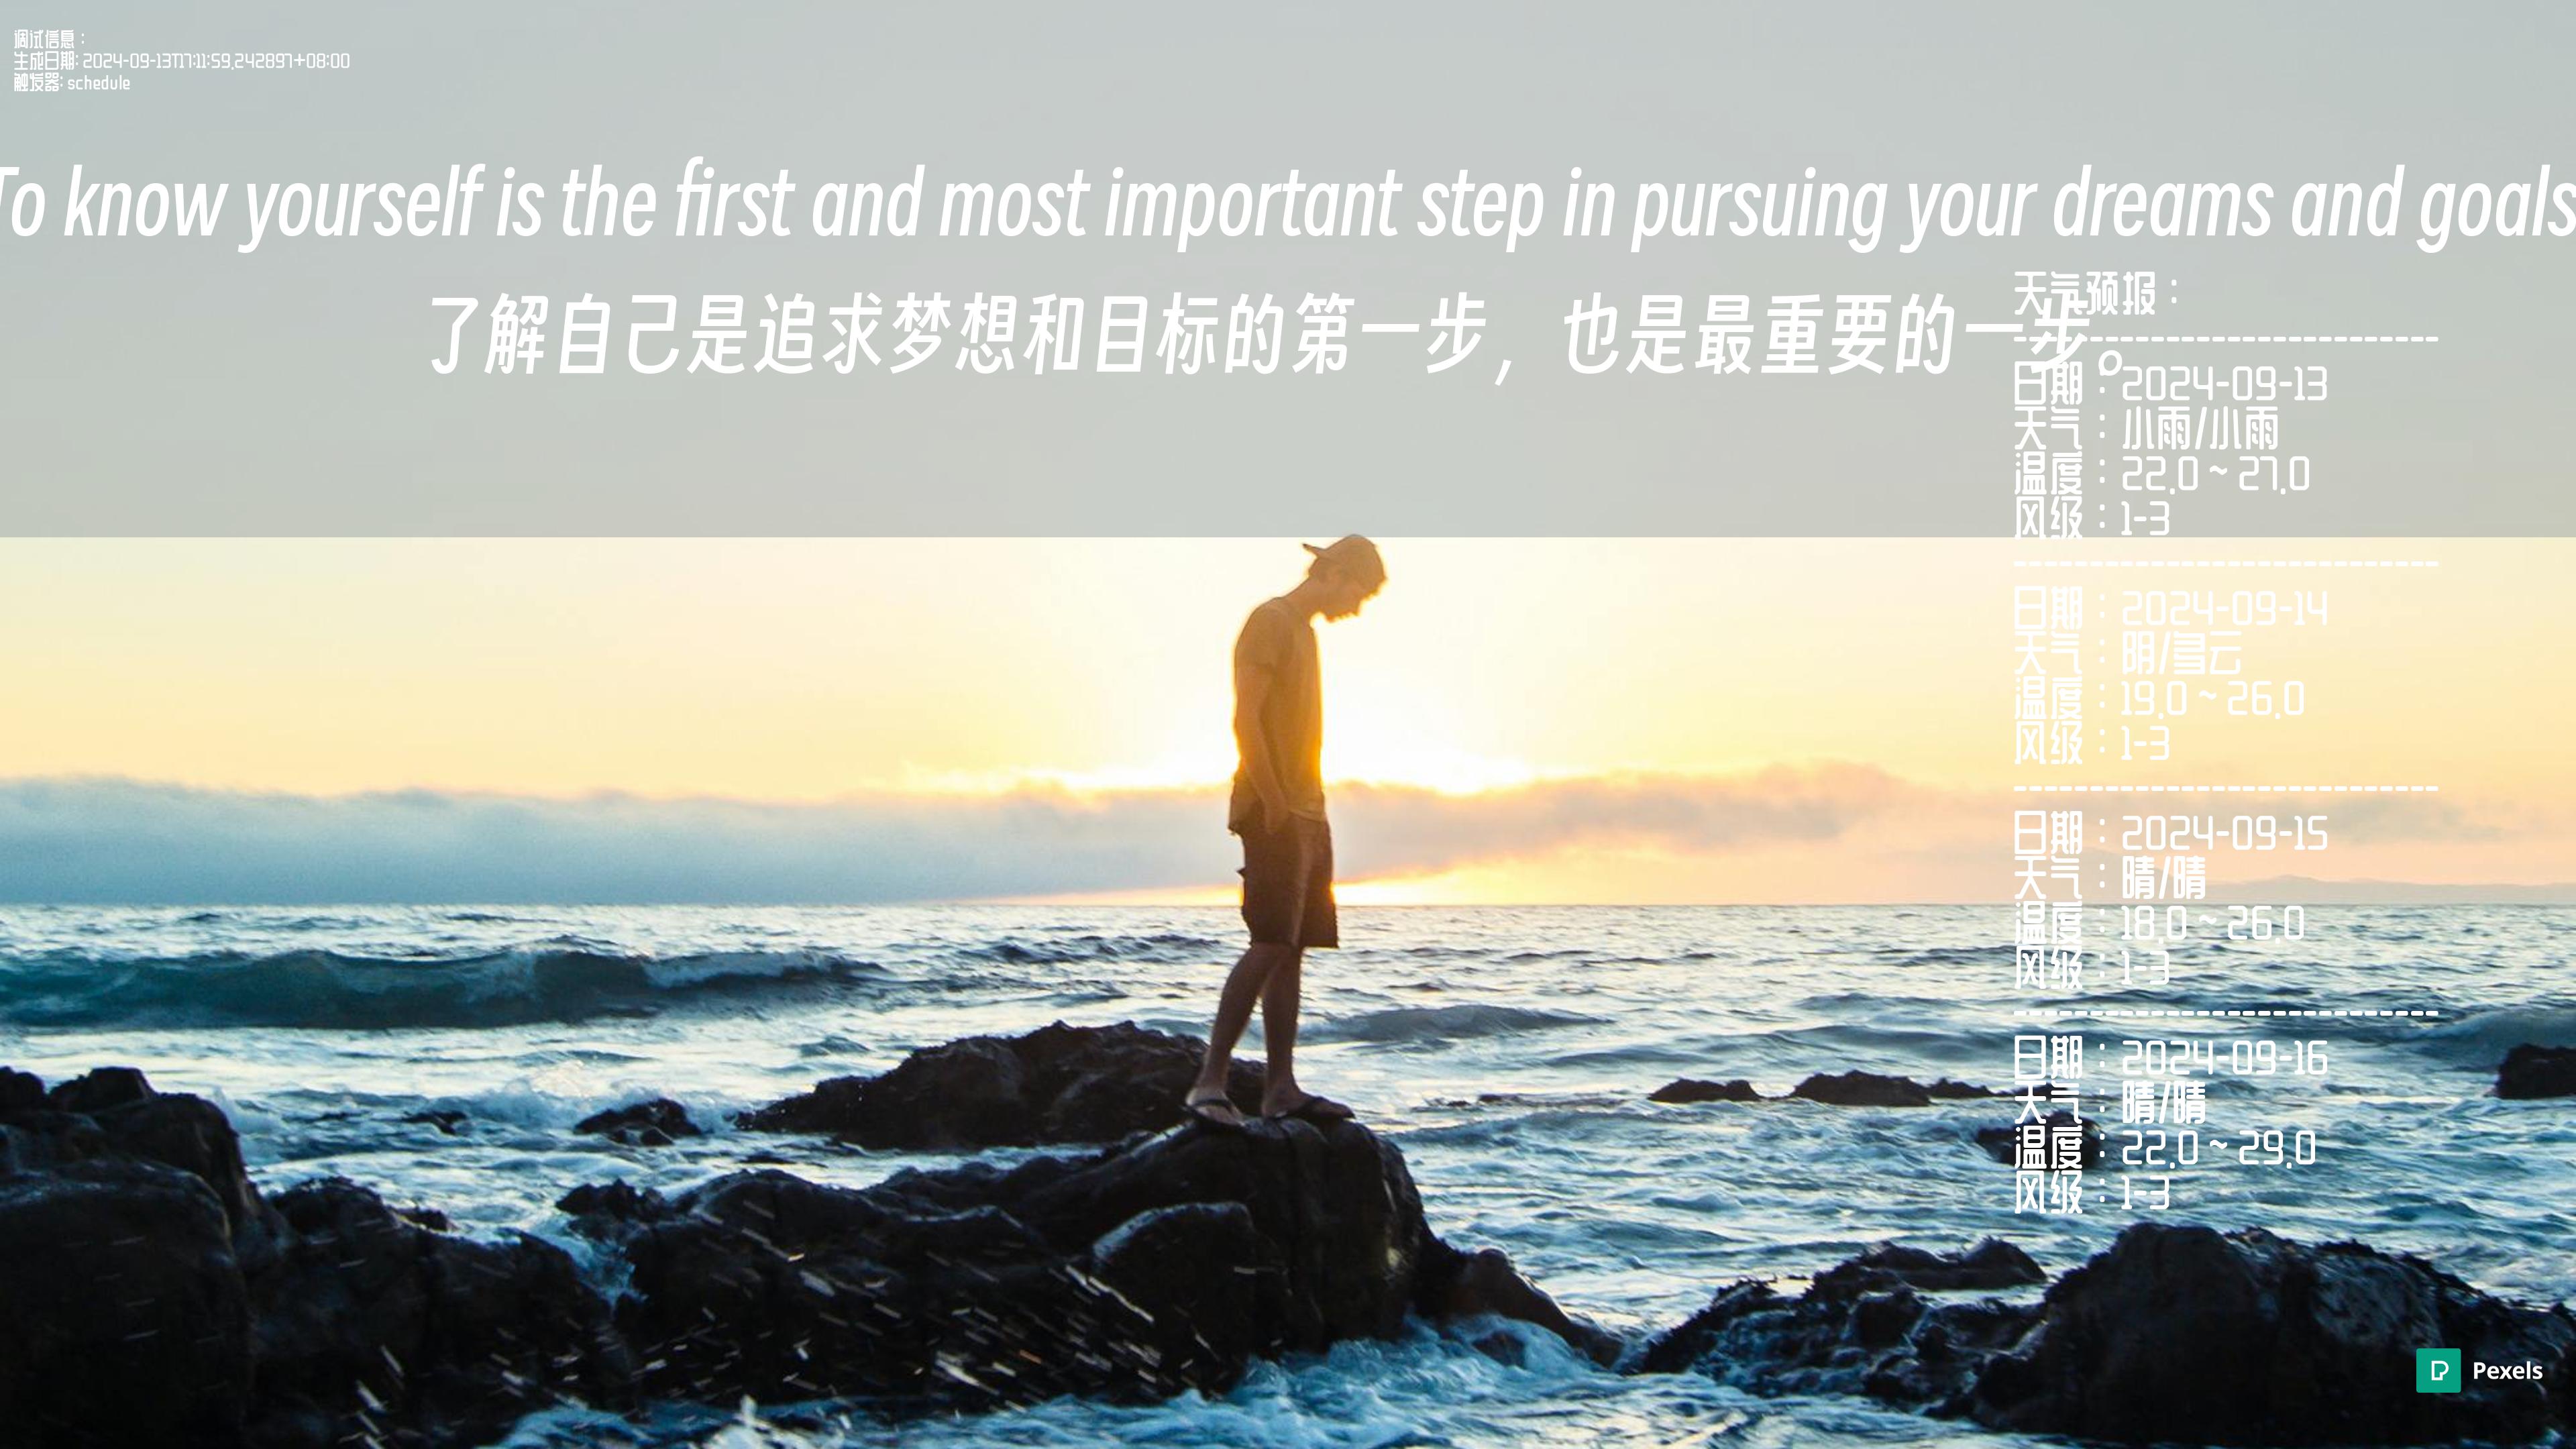 调试信息：
生成日期: 2024-09-13T17:11:59.242897+08:00
触发器: schedule
To know yourself is the first and most important step in pursuing your dreams and goals
了解自己是追求梦想和目标的第一步，也是最重要的一步。
天气预报：
------------------------------
日期：2024-09-13
天气：小雨/小雨
温度：22.0 ~ 27.0
风级：1-3
------------------------------
日期：2024-09-14
天气：阴/多云
温度：19.0 ~ 26.0
风级：1-3
------------------------------
日期：2024-09-15
天气：晴/晴
温度：18.0 ~ 26.0
风级：1-3
------------------------------
日期：2024-09-16
天气：晴/晴
温度：22.0 ~ 29.0
风级：1-3
Pexels